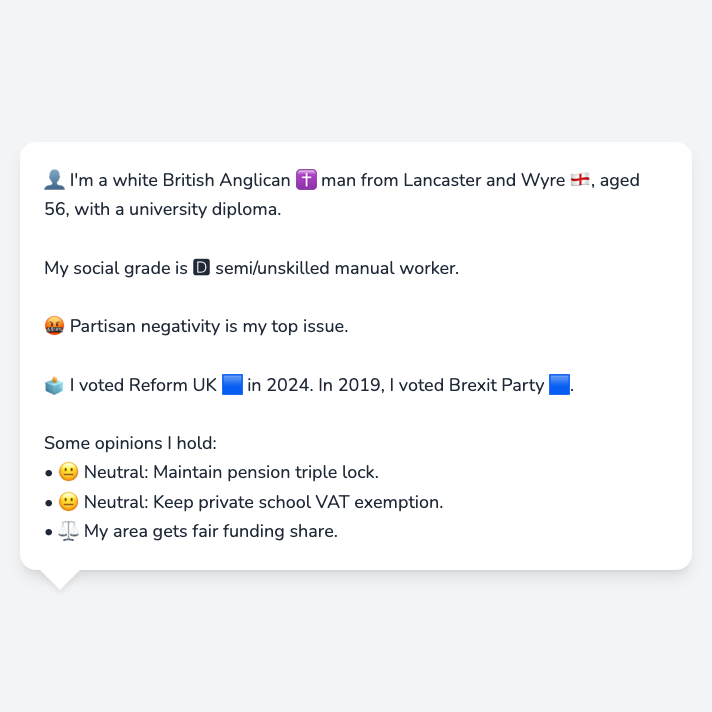 👤 I'm a white British Anglican ✝️ man from Lancaster and Wyre 🏴󠁧󠁢󠁥󠁮󠁧󠁿, aged
56, with a university diploma.
My social grade is 🅳 semi/unskilled manual worker.
🤬 Partisan negativity is my top issue.
🗳️ I voted Reform UK 🟦 in 2024. In 2019, I voted Brexit Party 🟦.
Some opinions I hold:
• 😐 Neutral: Maintain pension triple lock.
• 😐 Neutral: Keep private school VAT exemption.
• ⚖️ My area gets fair funding share.